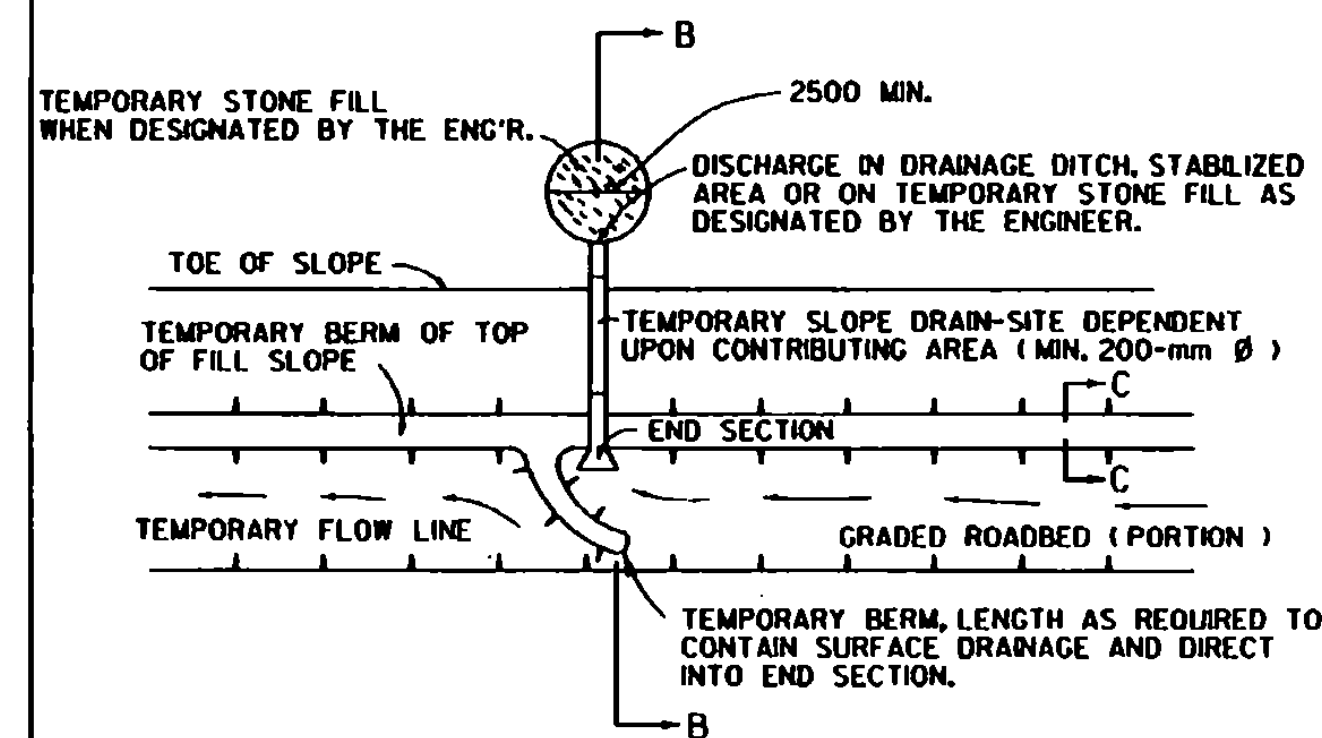 B
TEMPORARY STONE FILL
WHEN DESIGNATED BY THE ENG'R.
2500 MIN.
DISCHARGE IN DRAINAGE DITCH, STABILIZED
AREA OR ON TEMPORARY STONE FILL AS
DESIGNATED BY THE ENGINEER.
TOE OF SLOPE
TEMPORARY BERM OF TOP
OF FILL SLOPE
TEMPORARY SLOPE DRAIN-SITE DEPENDENT
UPON CONTRIBUTING AREA (MIN. 200-mm Ø )
C
END SECTION
C
TEMPORARY FLOW LINE
GRADED ROADBED (PORTION )
TEMPORARY BERM, LENGTH AS REQUIRED TO
CONTAIN SURFACE DRAINAGE AND DIRECT
INTO END SECTION.
B